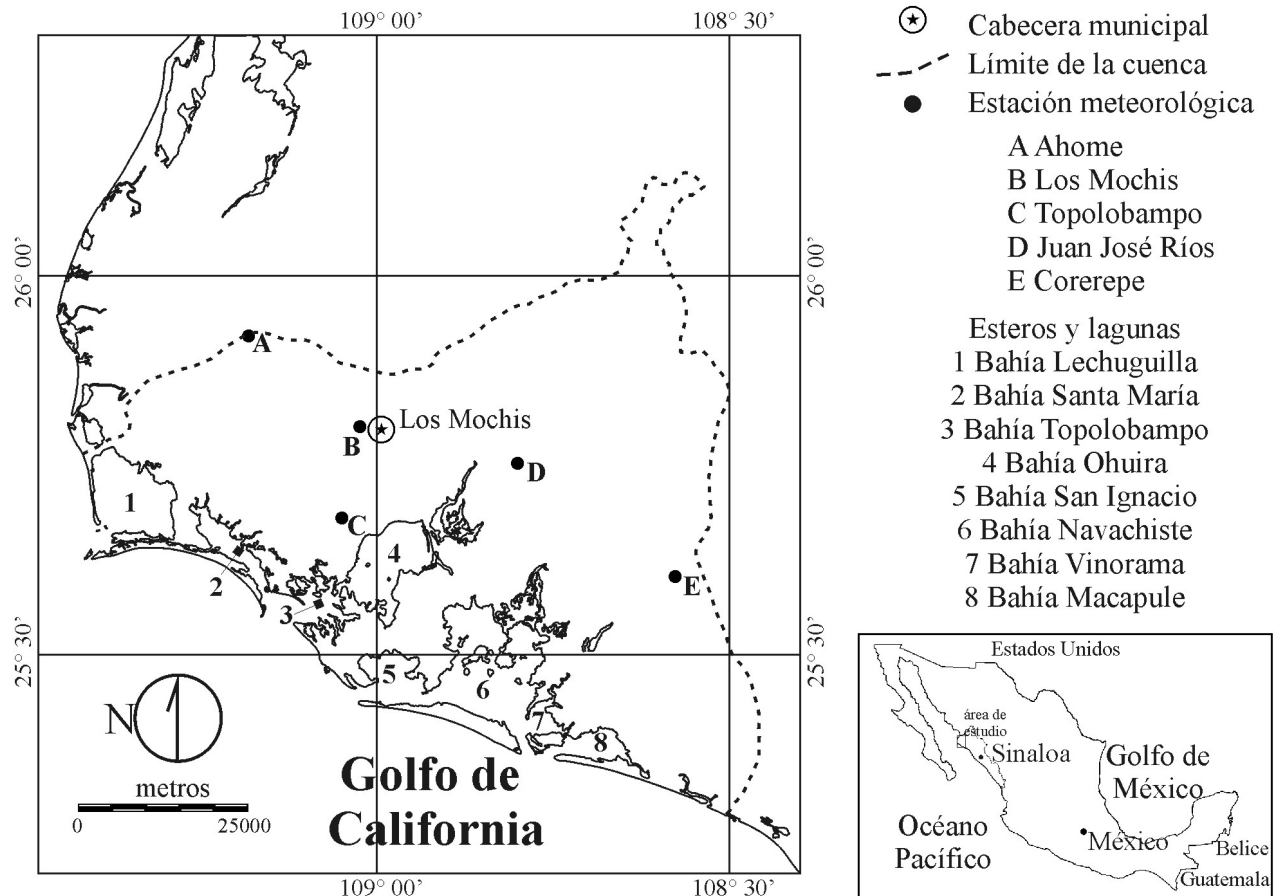 109° 00’
108° 30’
26° 00’
26° 00’
25° 30’
25° 30’
109° 00’
108° 30’
A
B
Los Mochis
C
D
E
1
2
3
4
5
6
7
8
N
metros
0
25000
Golfo de
California
Cabecera municipal
Límite de la cuenca
Estación meteorológica
A Ahome
B Los Mochis
C Topolobampo
D Juan José Ríos
E Corerepe
Esteros y lagunas
1 Bahía Lechuguilla
2 Bahía Santa María
3 Bahía Topolobampo
4 Bahía Ohuira
5 Bahía San Ignacio
6 Bahía Navachiste
7 Bahía Vinorama
8 Bahía Macapule
Estados Unidos
área de
estudio
Sinaloa
Golfo de
México
Océano
Pacífico
México
Belice
Guatemala